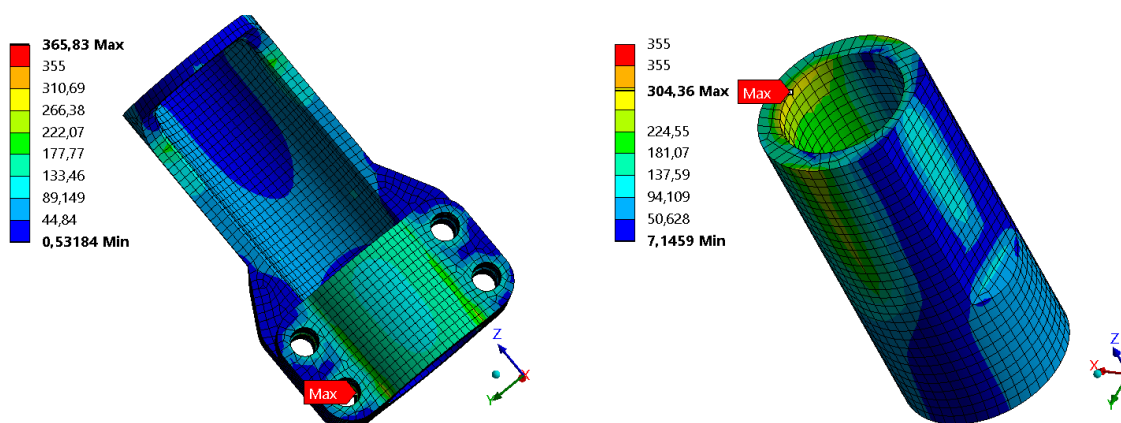 365,83 Max
355
310,69
266,38
222,07
177,77
133,46
89,149
44,84
0,53184 Min
Max
Z
X
Y
355
355
304,36 Max
224,55
181,07
137,59
94,109
50,628
7,1459 Min
Max
Z
X
Y